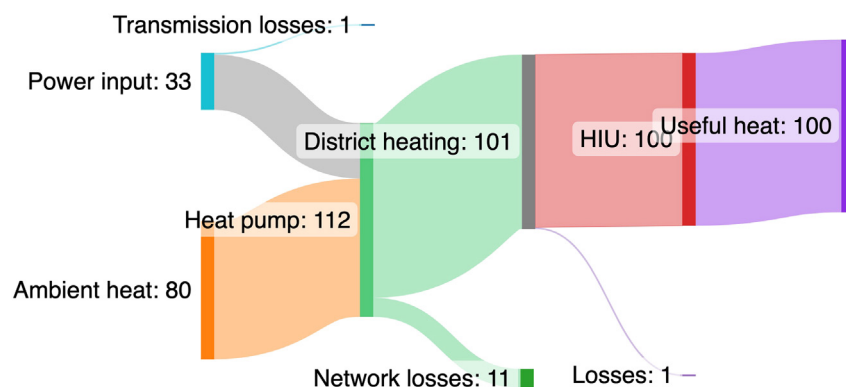 Transmission losses: 1
Power input: 33
District heating: 101
HIU: 100
Useful heat: 100
Heat pump: 112
Ambient heat: 80
Network losses: 11
Losses: 1